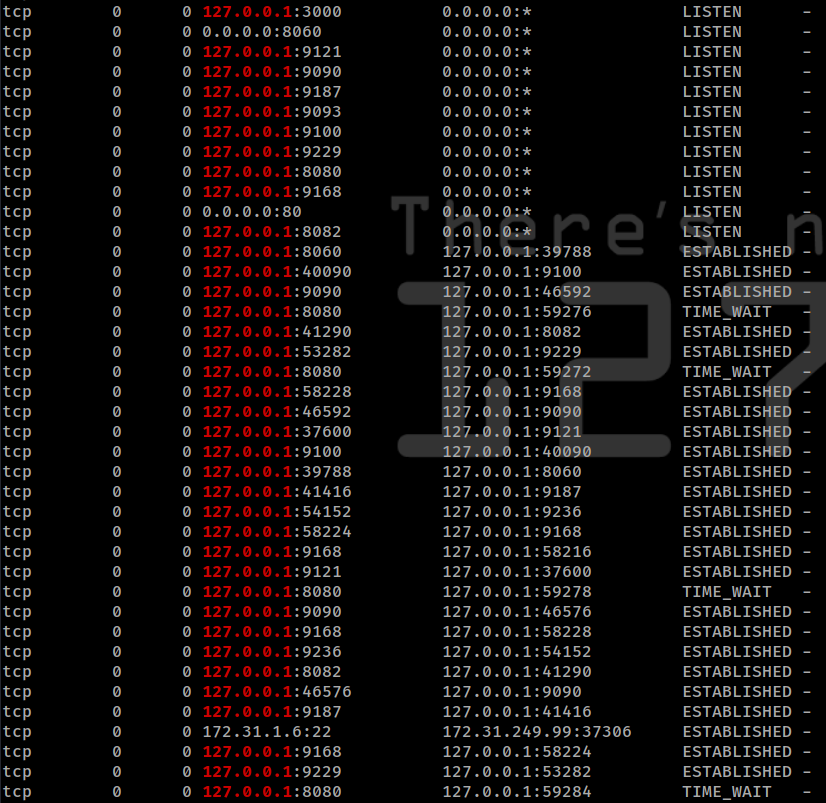 tcp 0 0 127.0.0.1:3000 0.0.0.0:* LISTEN -
tcp 0 0 0.0.0.0:8060 0.0.0.0:* LISTEN -
tcp 0 0 127.0.0.1:9121 0.0.0.0:* LISTEN -
tcp 0 0 127.0.0.1:9090 0.0.0.0:* LISTEN -
tcp 0 0 127.0.0.1:9187 0.0.0.0:* LISTEN -
tcp 0 0 127.0.0.1:9093 0.0.0.0:* LISTEN -
tcp 0 0 127.0.0.1:9100 0.0.0.0:* LISTEN -
tcp 0 0 127.0.0.1:9229 0.0.0.0:* LISTEN -
tcp 0 0 127.0.0.1:8080 0.0.0.0:* LISTEN -
tcp 0 0 127.0.0.1:9168 0.0.0.0:* LISTEN -
tcp 0 0 0.0.0.0:80 0.0.0.0:* LISTEN -
tcp 0 0 127.0.0.1:8082 0.0.0.0:* LISTEN -
tcp 0 0 127.0.0.1:8060 127.0.0.1:39788 ESTABLISHED -
tcp 0 0 127.0.0.1:40090 127.0.0.1:9100 ESTABLISHED -
tcp 0 0 127.0.0.1:9090 127.0.0.1:46592 ESTABLISHED -
tcp 0 0 127.0.0.1:8080 127.0.0.1:59276 TIME_WAIT -
tcp 0 0 127.0.0.1:41290 127.0.0.1:8082 ESTABLISHED -
tcp 0 0 127.0.0.1:53282 127.0.0.1:9229 ESTABLISHED -
tcp 0 0 127.0.0.1:8080 127.0.0.1:59272 TIME_WAIT -
tcp 0 0 127.0.0.1:58228 127.0.0.1:9168 ESTABLISHED -
tcp 0 0 127.0.0.1:46592 127.0.0.1:9090 ESTABLISHED -
tcp 0 0 127.0.0.1:37600 127.0.0.1:9121 ESTABLISHED -
tcp 0 0 127.0.0.1:9100 127.0.0.1:40090 ESTABLISHED -
tcp 0 0 127.0.0.1:39788 127.0.0.1:8060 ESTABLISHED -
tcp 0 0 127.0.0.1:41416 127.0.0.1:9187 ESTABLISHED -
tcp 0 0 127.0.0.1:54152 127.0.0.1:9236 ESTABLISHED -
tcp 0 0 127.0.0.1:58224 127.0.0.1:9168 ESTABLISHED -
tcp 0 0 127.0.0.1:9168 127.0.0.1:58216 ESTABLISHED -
tcp 0 0 127.0.0.1:9121 127.0.0.1:37600 ESTABLISHED -
tcp 0 0 127.0.0.1:8080 127.0.0.1:59278 TIME_WAIT -
tcp 0 0 127.0.0.1:9090 127.0.0.1:46576 ESTABLISHED -
tcp 0 0 127.0.0.1:9168 127.0.0.1:58228 ESTABLISHED -
tcp 0 0 127.0.0.1:9236 127.0.0.1:54152 ESTABLISHED -
tcp 0 0 127.0.0.1:8082 127.0.0.1:41290 ESTABLISHED -
tcp 0 0 127.0.0.1:46576 127.0.0.1:9090 ESTABLISHED -
tcp 0 0 127.0.0.1:9187 127.0.0.1:41416 ESTABLISHED -
tcp 0 0 172.31.1.6:22 172.31.249.99:37306 ESTABLISHED -
tcp 0 0 127.0.0.1:9168 127.0.0.1:58224 ESTABLISHED -
tcp 0 0 127.0.0.1:9229 127.0.0.1:53282 ESTABLISHED -
tcp 0 0 127.0.0.1:8080 127.0.0.1:59284 TIME_WAIT -
There's